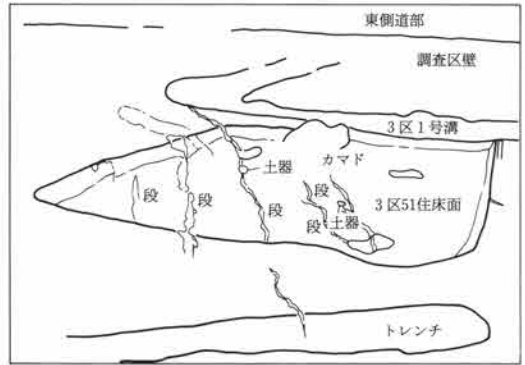 東側道部
調査区壁
3区1号溝
カマド
土器
段
段
段
段
段
土器
3区51住床面
トレンチ